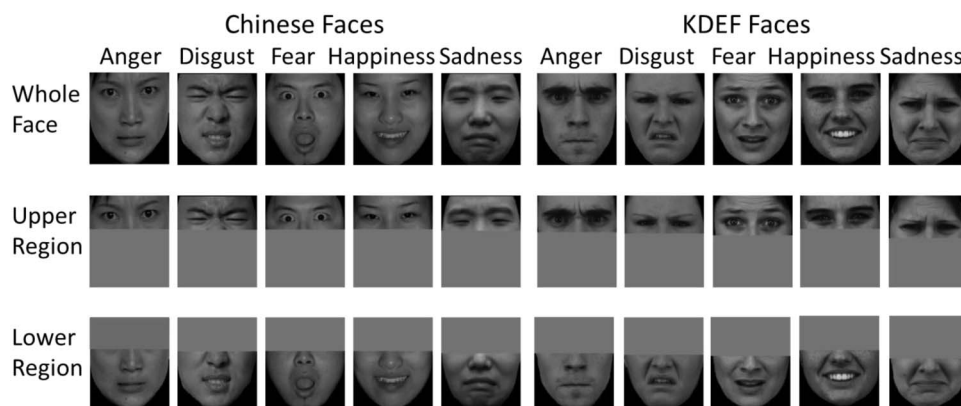 Chinese Faces KDEF Faces
Anger Disgust Fear Happiness Sadness Anger Disgust Fear Happiness Sadness
Whole
Face
Upper
Region
Lower
Region